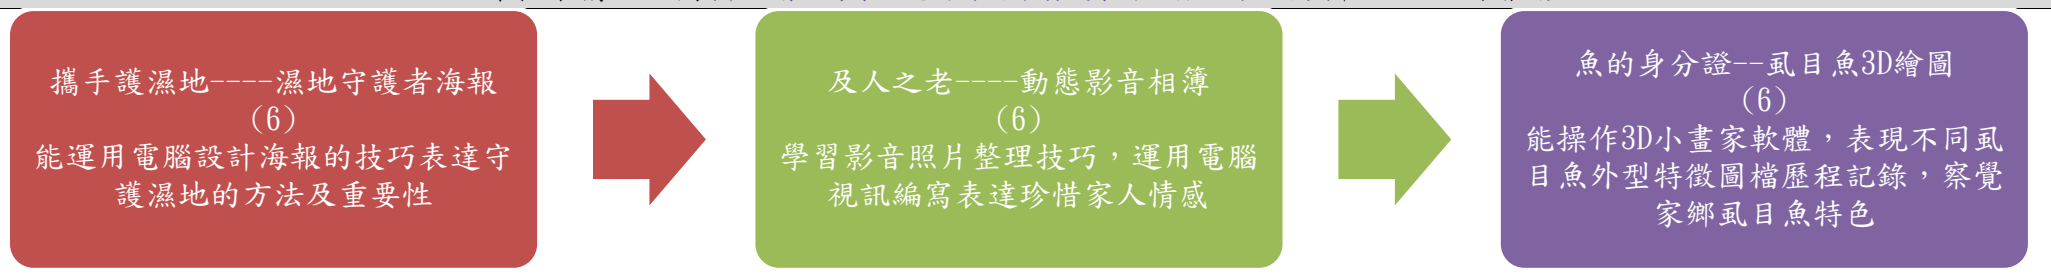 攜手護濕地----濕地守護者海報
(6)
能運用電腦設計海報的技巧表達守
護濕地的方法及重要性
及人之老----動態影音相簿
(6)
學習影音照片整理技巧，運用電腦
視訊編寫表達珍惜家人情感
魚的身分證--虱目魚3D繪圖
(6)
能操作3D小畫家軟體，表現不同虱
目魚外型特徵圖檔歷程記錄，察覺
家鄉虱目魚特色